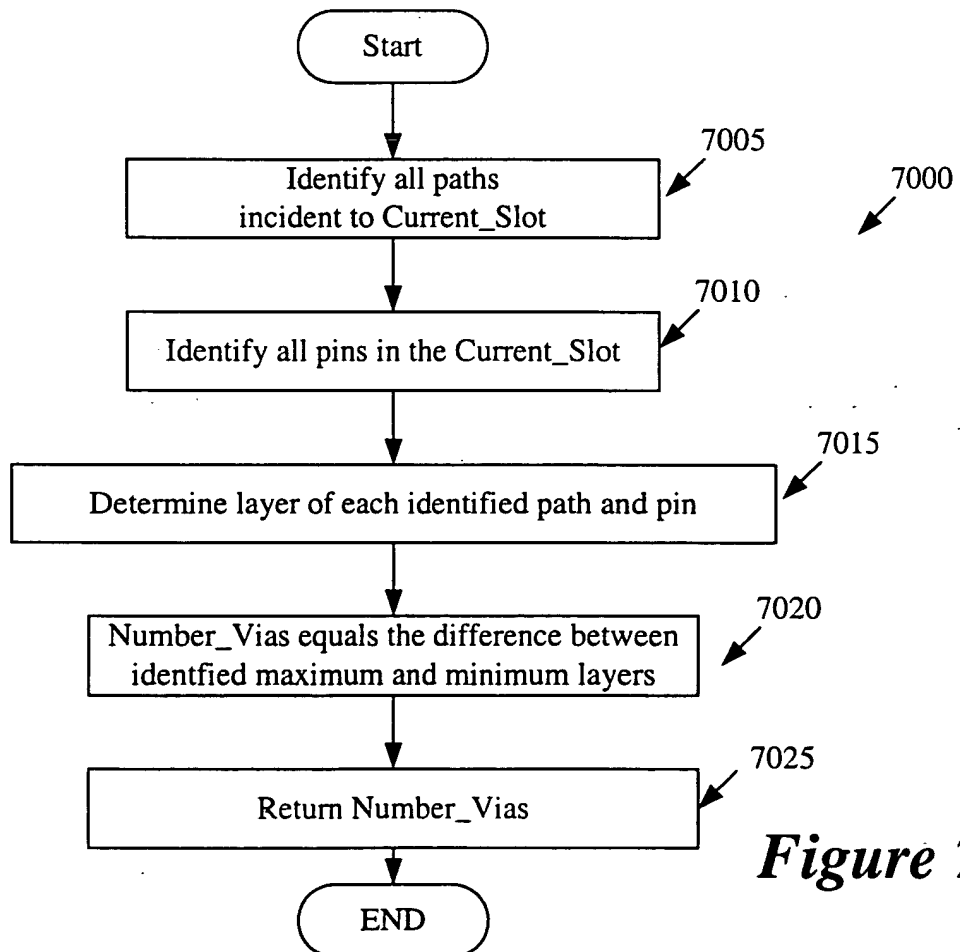 Start
7005
Identify all paths
incident to Current_Slot
7000
7010
Identify all pins in the Current_Slot
7015
Determine layer of each identified path and pin
7020
Number_Vias equals the difference between
identfied maximum and minimum layers
7025
Return Number_Vias
Figure
END